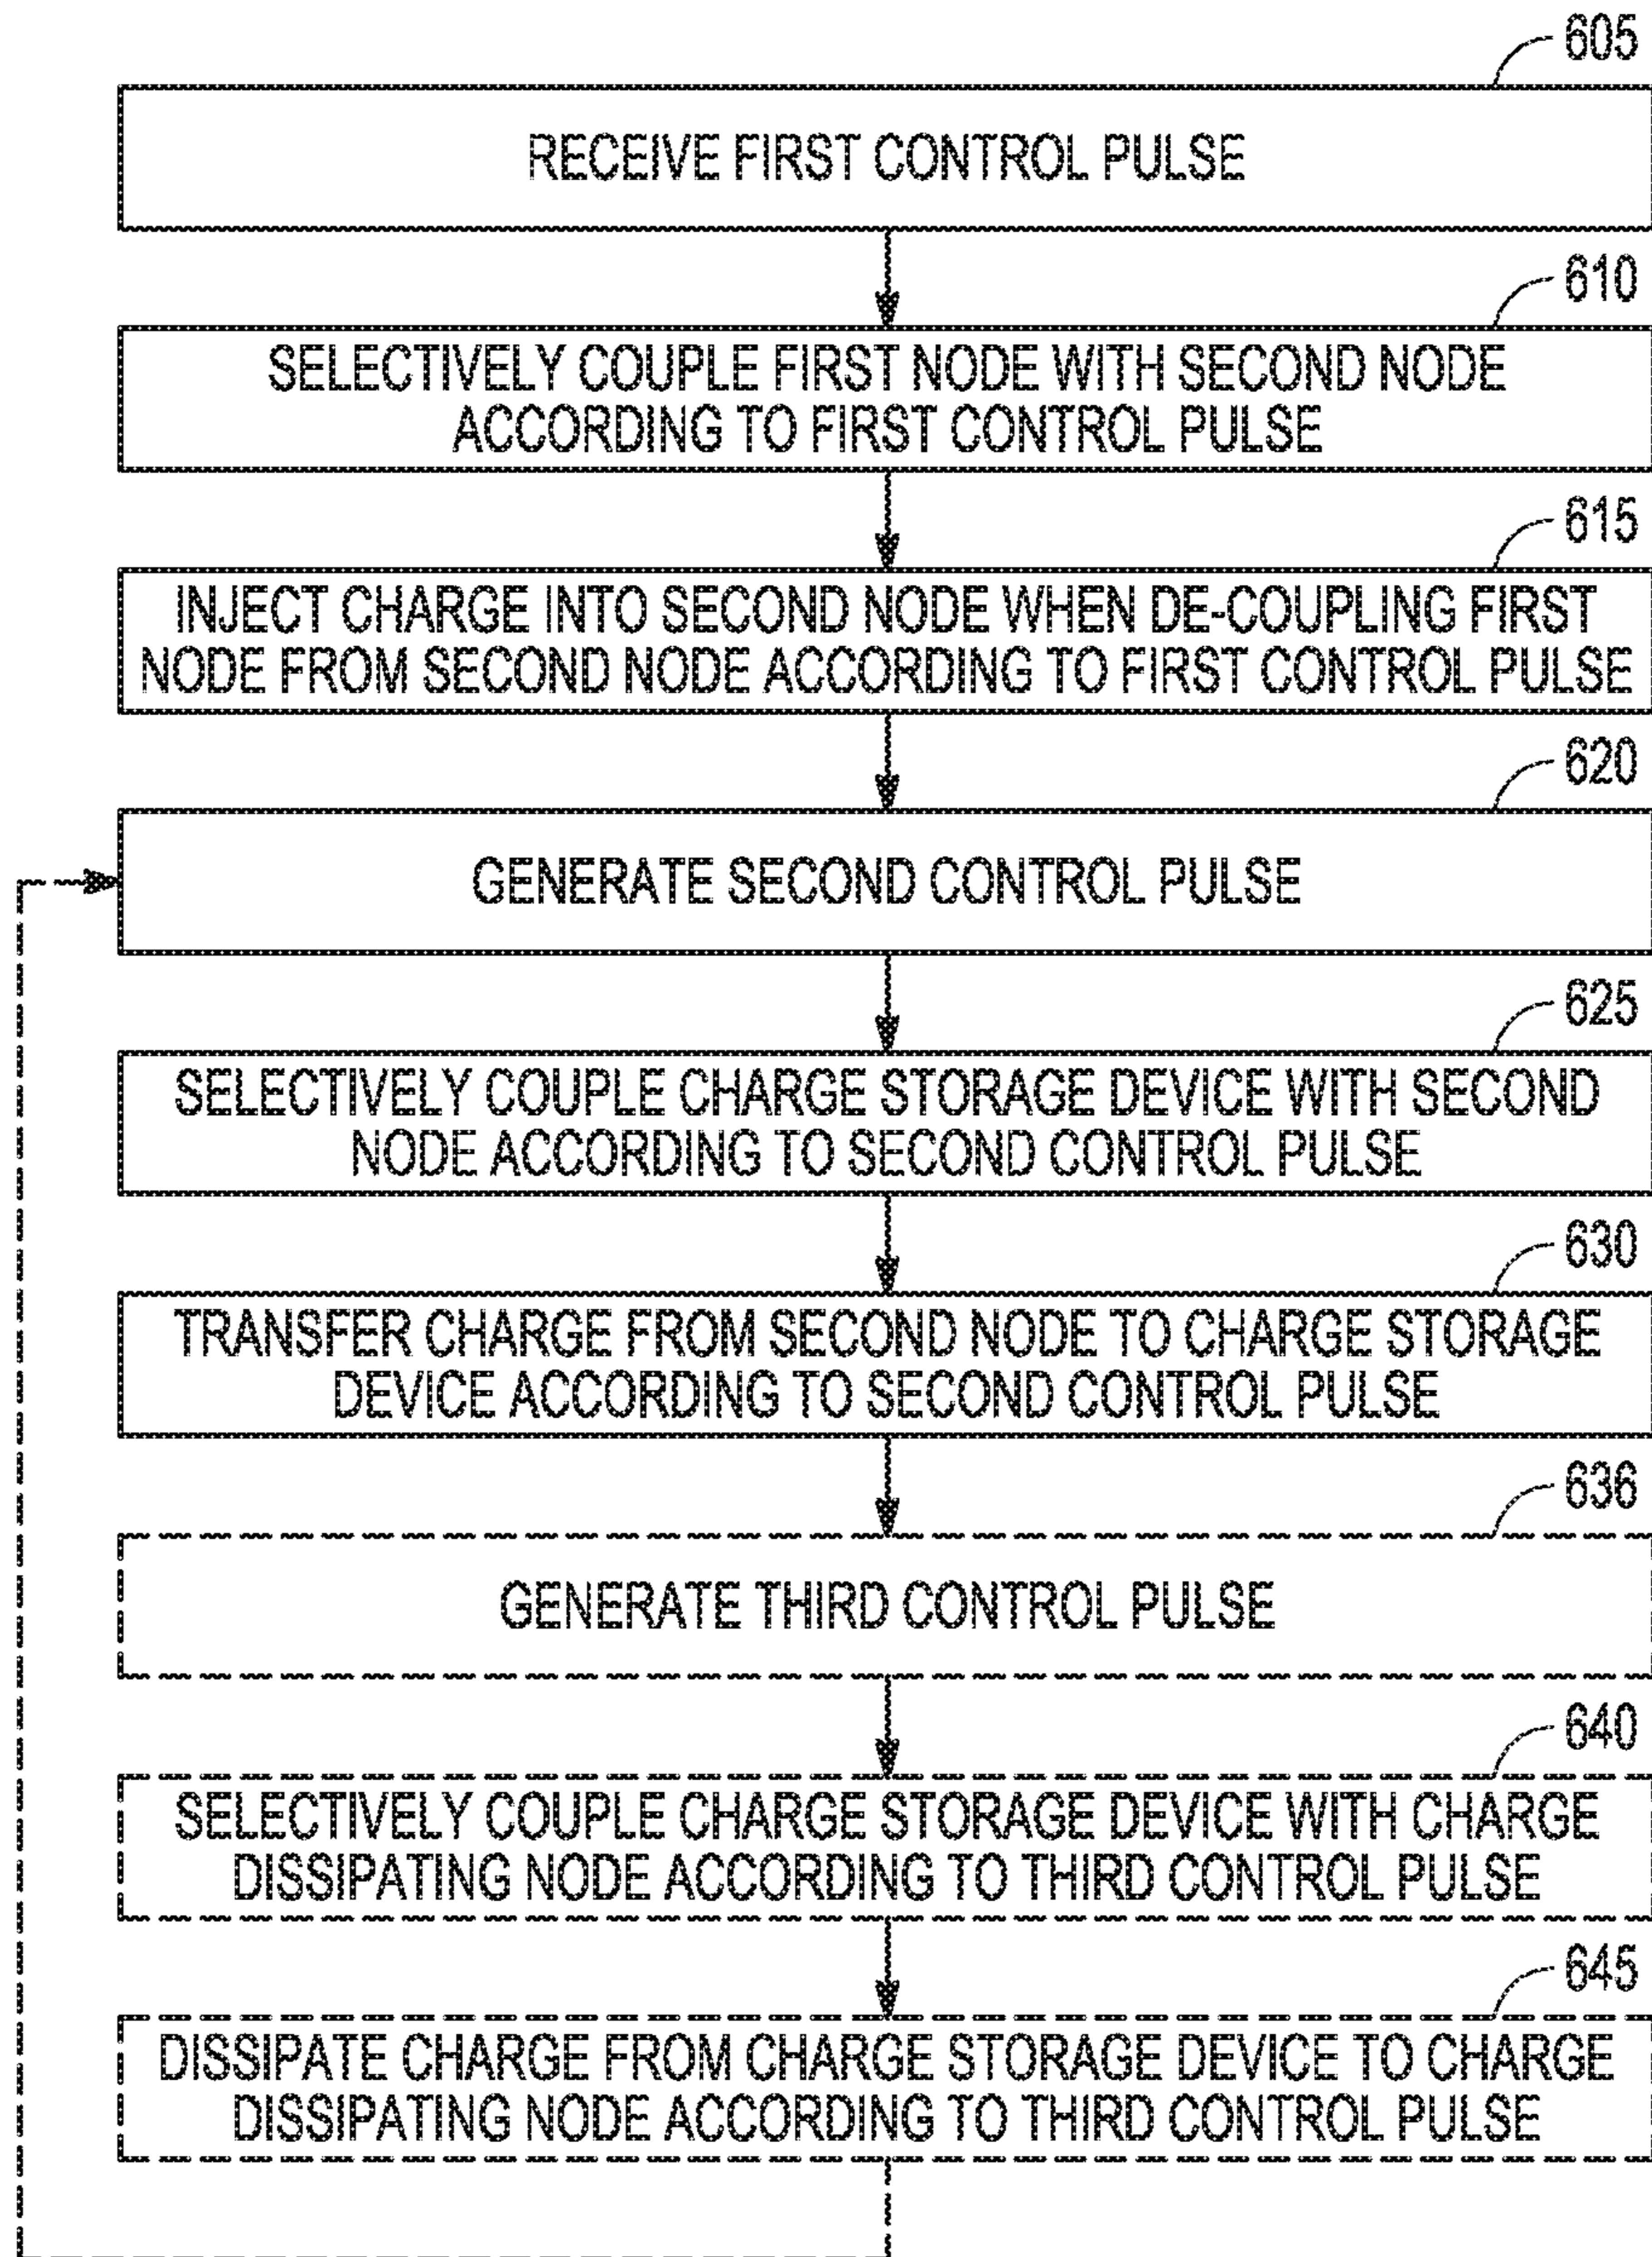 605
RECEIVE FIRST CONTROL PULSE
610
SELECTIVELY COUPLE FIRST NODE WITH SECOND NODE
ACCORDING TO FIRST CONTROL PULSE
615
INJECT CHARGE INTO SECOND NODE WHEN DE-COUPLING FIRST
NODE FROM SECOND NODE ACCORDING TO FIRST CONTROL PULSE
620
GENERATE SECOND CONTROL PULSE
625
SELECTIVELY COUPLE CHARGE STORAGE DEVICE WITH SECOND
NODE ACCORDING TO SECOND CONTROL PULSE
630
TRANSFER CHARGE FROM SECOND NODE TO CHARGE STORAGE
DEVICE ACCORDING TO SECOND CONTROL PULSE
636
GENERATE THIRD CONTROL PULSE
640
SELECTIVELY COUPLE CHARGE STORAGE DEVICE WITH CHARGE
DISSIPATING NODE ACCORDING TO THIRD CONTROL PULSE
645
DISSIPATE CHARGE FROM CHARGE STORAGE DEVICE TO CHARGE
DISSIPATING NODE ACCORDING TO THIRD CONTROL PULSE